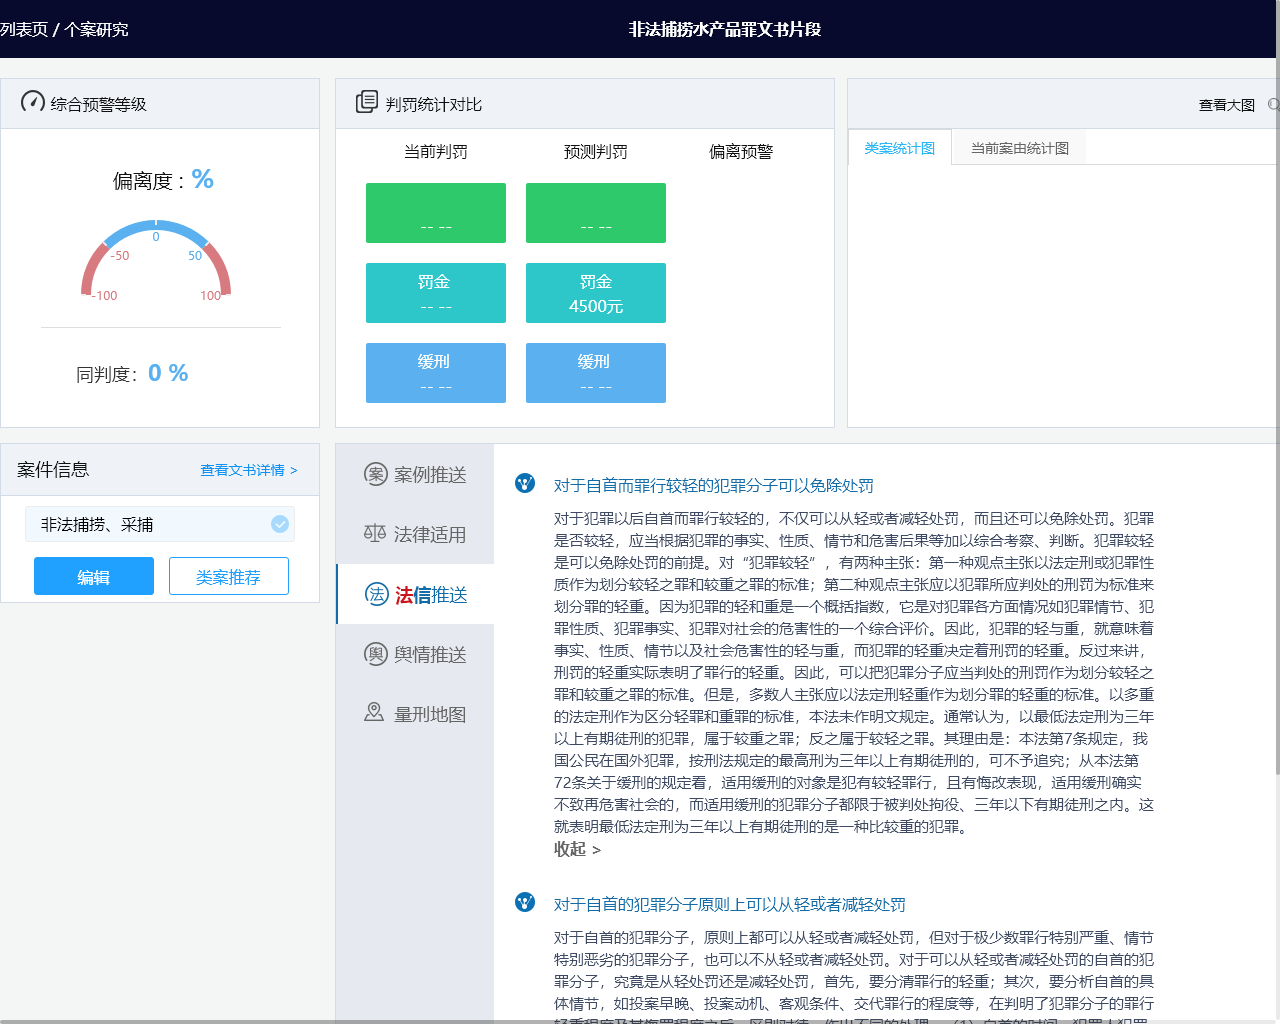 列表页 / 个案研究
非法捕捞水产品罪文书片段
综合预警等级
偏离度：%
0
-50
50
-100
100
同判度：0 %
判罚统计对比
当前判罚
预测判罚
偏离预警
-- --
-- --
罚金
-- --
罚金
4500元
缓刑
-- --
缓刑
-- --
查看大图
类案统计图
当前案由统计图
案件信息
查看文书详情 >
非法捕捞、采捕
编辑
类案推荐
案例推送
法律适用
法信推送
舆情推送
量刑地图
对于自首而罪行较轻的犯罪分子可以免除处罚
对于犯罪以后自首而罪行较轻的，不仅可以从轻或者减轻处罚，而且还可以免除处罚。犯罪
是否较轻，应当根据犯罪的事实、性质、情节和危害后果等加以综合考察、判断。犯罪较轻
是可以免除处罚的前提。对“犯罪较轻”，有两种主张：第一种观点主张以法定刑或犯罪性
质作为划分较轻之罪和较重之罪的标准；第二种观点主张应以犯罪所应判处的刑罚为标准来
划分罪的轻重。因为犯罪的轻和重是一个概括指数，它是对犯罪各方面情况如犯罪情节、犯
罪性质、犯罪事实、犯罪对社会的危害性的一个综合评价。因此，犯罪的轻与重，就意味着
事实、性质、情节以及社会危害性的轻与重，而犯罪的轻重决定着刑罚的轻重。反过来讲，
刑罚的轻重实际表明了罪行的轻重。因此，可以把犯罪分子应当判处的刑罚作为划分较轻之
罪和较重之罪的标准。但是，多数人主张应以法定刑轻重作为划分罪的轻重的标准。以多重
的法定刑作为区分轻罪和重罪的标准，本法未作明文规定。通常认为，以最低法定刑为三年
以上有期徒刑的犯罪，属于较重之罪；反之属于较轻之罪。其理由是：本法第7条规定，我
国公民在国外犯罪，按刑法规定的最高刑为三年以上有期徒刑的，可不予追究；从本法第
72条关于缓刑的规定看，适用缓刑的对象是犯有较轻罪行，且有悔改表现，适用缓刑确实
不致再危害社会的，而适用缓刑的犯罪分子都限于被判处拘役、三年以下有期徒刑之内。这
就表明最低法定刑为三年以上有期徒刑的是一种比较重的犯罪。
收起 >
对于自首的犯罪分子原则上可以从轻或者减轻处罚
对于自首的犯罪分子，原则上都可以从轻或者减轻处罚，但对于极少数罪行特别严重、情节
特别恶劣的犯罪分子，也可以不从轻或者减轻处罚。对于可以从轻或者减轻处罚的自首的犯
罪分子，究竟是从轻处罚还是减轻处罚，首先，要分清罪行的轻重；其次，要分析自首的具
体情节，如投案早晚、投案动机、客观条件、交代罪行的程度等，在判明了犯罪分子的罪行